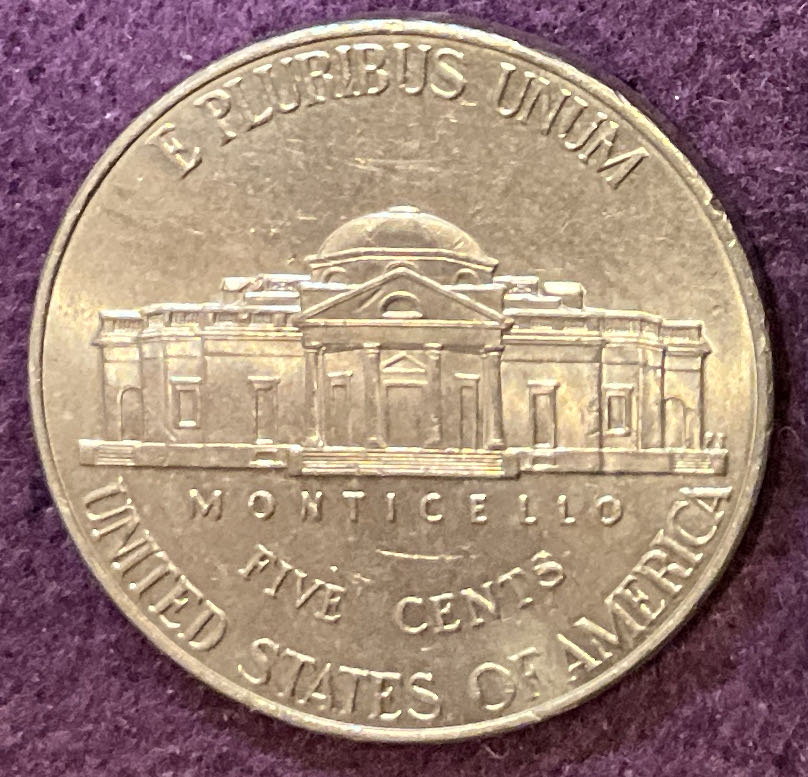 E PLURIBUS UNUM
MONTICELLO
FIVE CENTS
UNITED STATES OF AMERICA